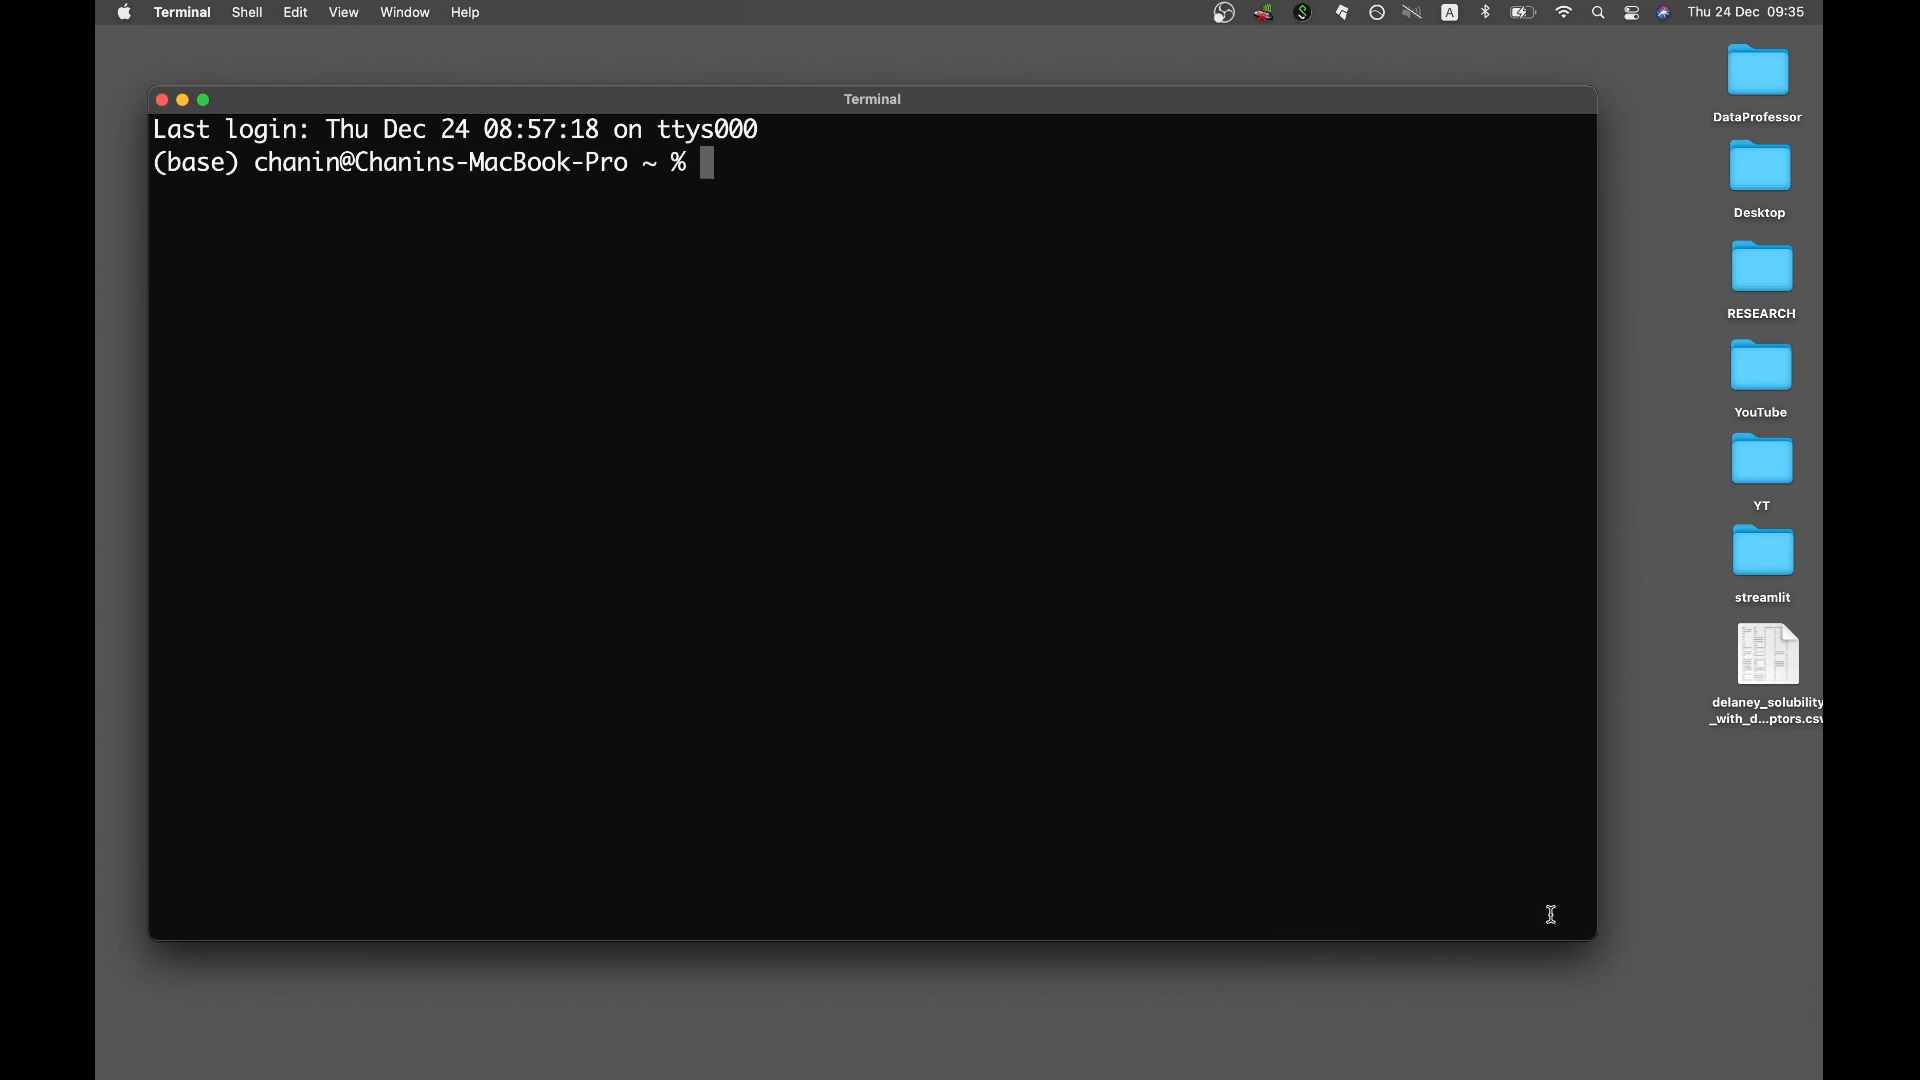 Terminal Shell Edit View Window Help A Thu 24 Dec 09:35
Terminal
Last login: Thu Dec 24 08:57:18 on ttys000
(base) chanin@Chanins-MacBook-Pro ~ %
DataProfessor
Desktop
RESEARCH
YouTube
YT
streamlit
delaney_solubility
_with_d...ptors.csv